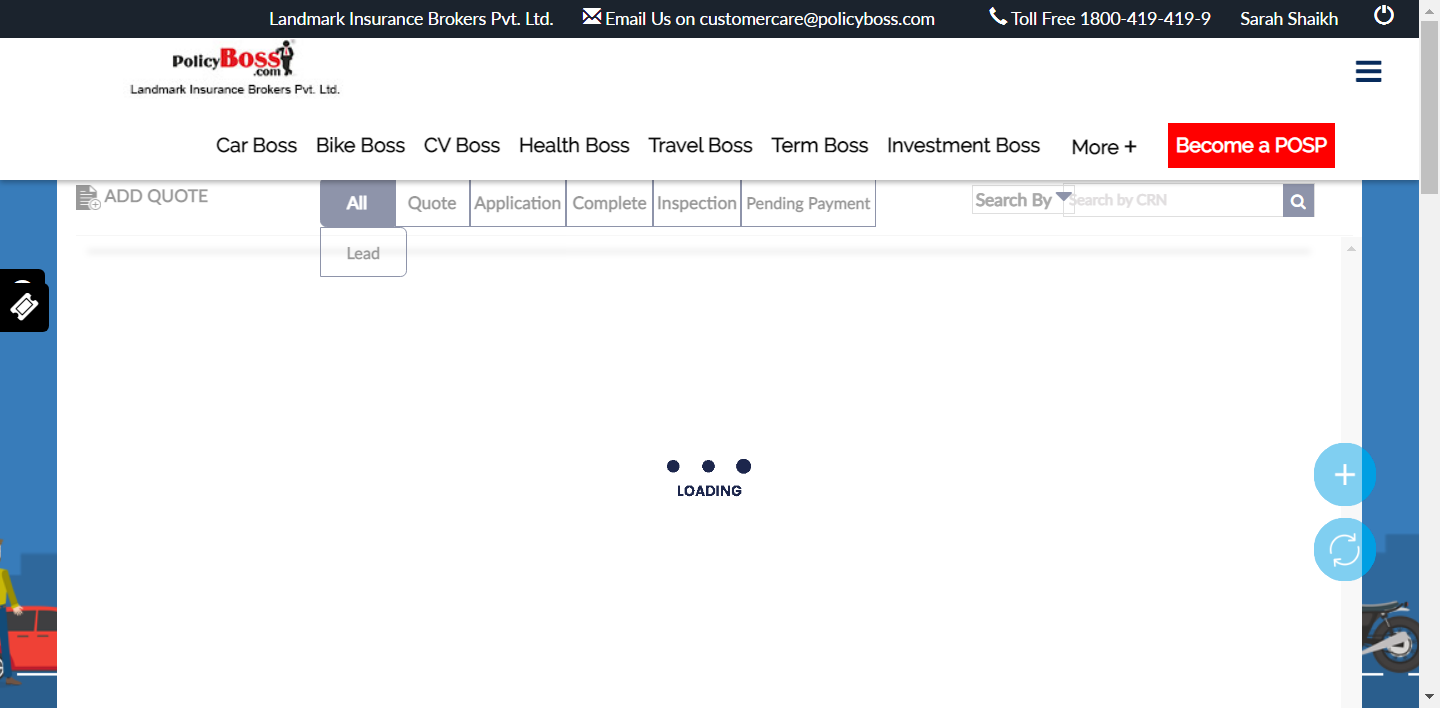 Landmark Insurance Brokers Pvt. Ltd. Email Us on customercare@policyboss.com Toll Free 1800-419-419-9 Sarah Shaikh
PolicyBoss
.com
Landmark Insurance Brokers Pvt. Ltd.
Car Boss Bike Boss CV Boss Health Boss Travel Boss Term Boss Investment Boss More + Become a POSP
ADD QUOTE All Quote Application Complete Inspection Pending Payment Search By Search by CRN
Lead
LOADING